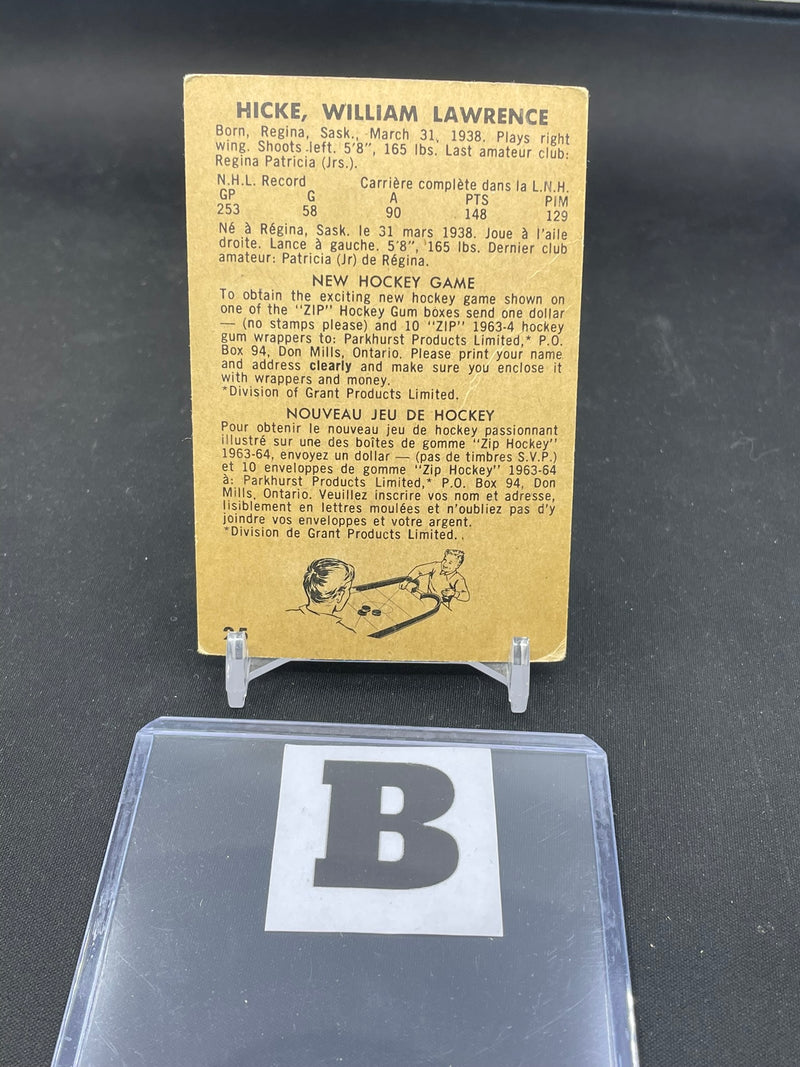 HICKE, WILLIAM LAWRENCE
Born, Regina, Sask., March 31, 1938. Plays right
wing. Shoots left. 5'8", 165 lbs. Last amateur club:
Regina Patricia (Jrs.).
N.H.L. Record Carrière complète dans la L.N.H.
GP G A PTS PIM
253 58 90 148 129
Né à Régina, Sask. le 31 mars 1938. Joue à l'aile
droite. Lance à gauche. 5'8", 165 lbs. Dernier club
amateur: Patricia (Jr) de Régina.
NEW HOCKEY GAME
To obtain the exciting new hockey game shown on
one of the "ZIP" Hockey Gum boxes send one dollar
— (no stamps please) and 10 "ZIP" 1963-4 hockey
gum wrappers to: Parkhurst Products Limited,* P.O.
Box 94, Don Mills, Ontario. Please print your name
and address clearly and make sure you enclose it
with wrappers and money.
*Division of Grant Products Limited.
NOUVEAU JEU DE HOCKEY
Pour obtenir le nouveau jeu de hockey passionnant
illustré sur une des boîtes de gomme "Zip Hockey"
1963-64, envoyez un dollar — (pas de timbres S.V.P.)
et 10 enveloppes de gomme "Zip Hockey" 1963-64
à: Parkhurst Products Limited,* P.O. Box 94, Don
Mills, Ontario. Veuillez inscrire vos nom et adresse,
lisiblement en lettres moulées et n'oubliez pas d'y
joindre vos enveloppes et votre argent.
*Division de Grant Products Limited.
B